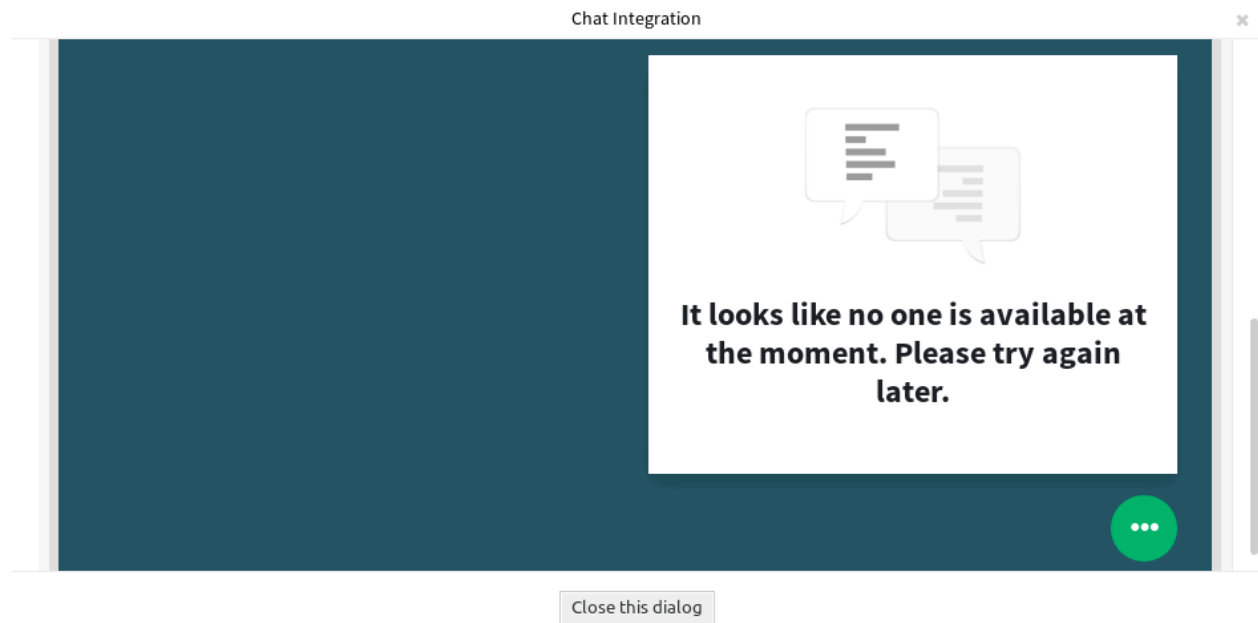 Chat Integration
It looks like no one is available at
the moment. Please try again
later.
Close this dialog